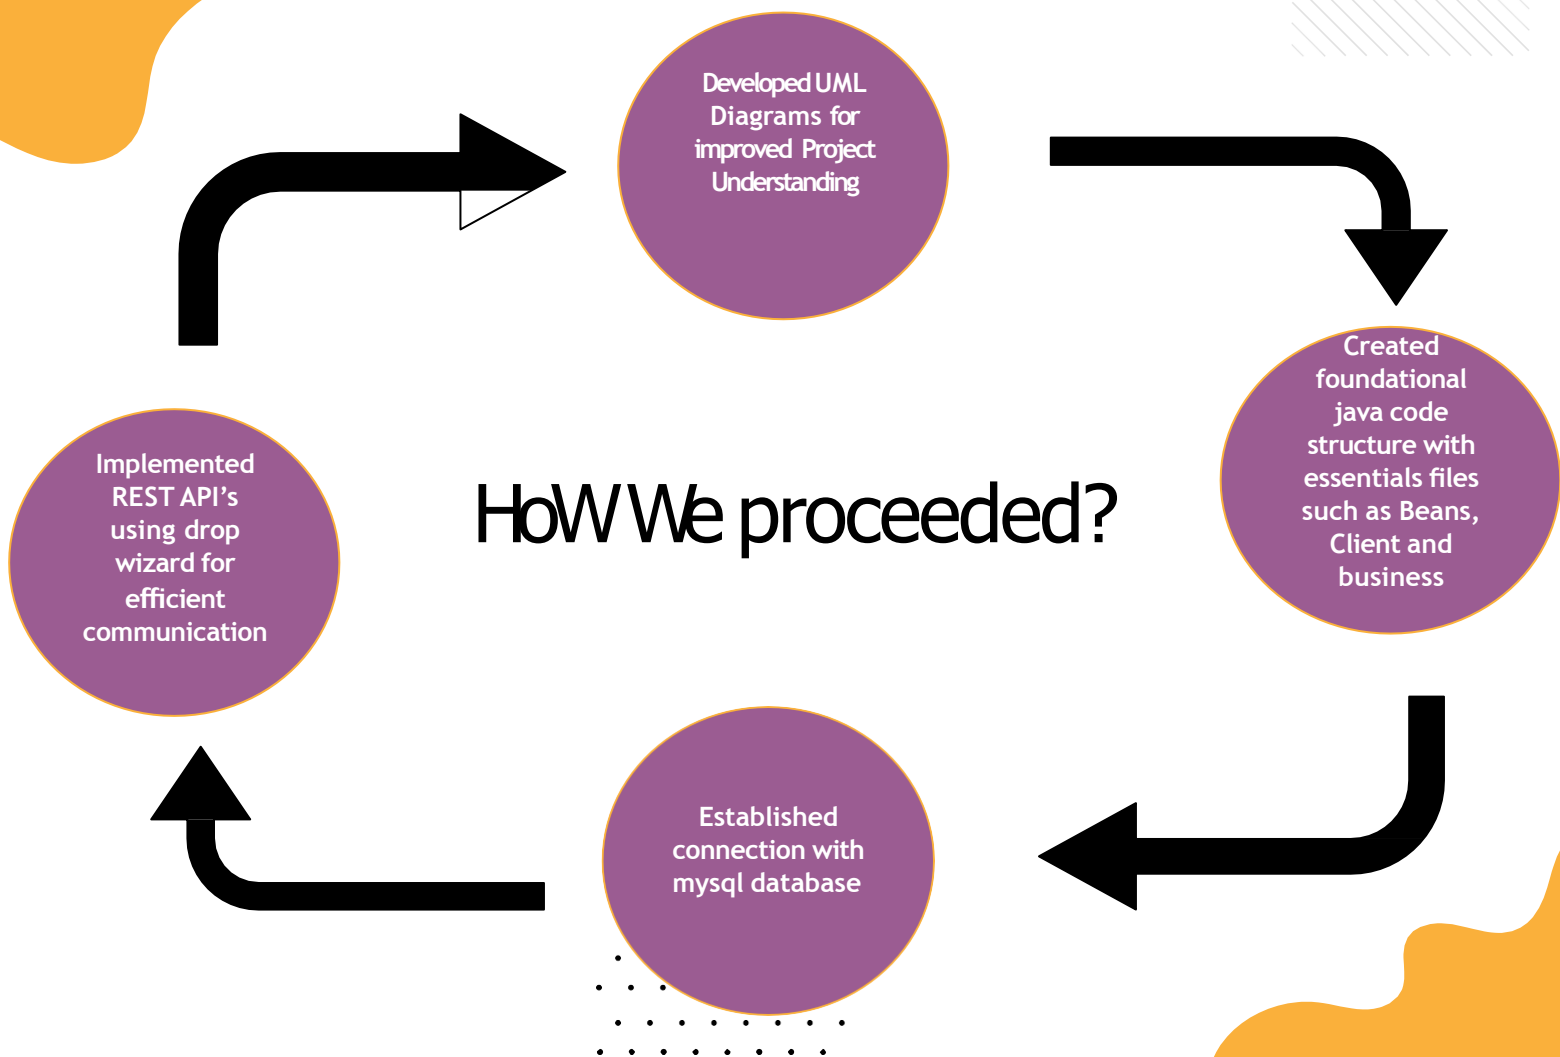 Developed UML
Diagrams for
improved Project
Understanding
Created
foundational
java code
structure with
essentials files
such as Beans,
Client and
business
Implemented
REST API’s
using drop
wizard for
efficient
communication
HoW We proceeded?
Established
connection with
mysql database